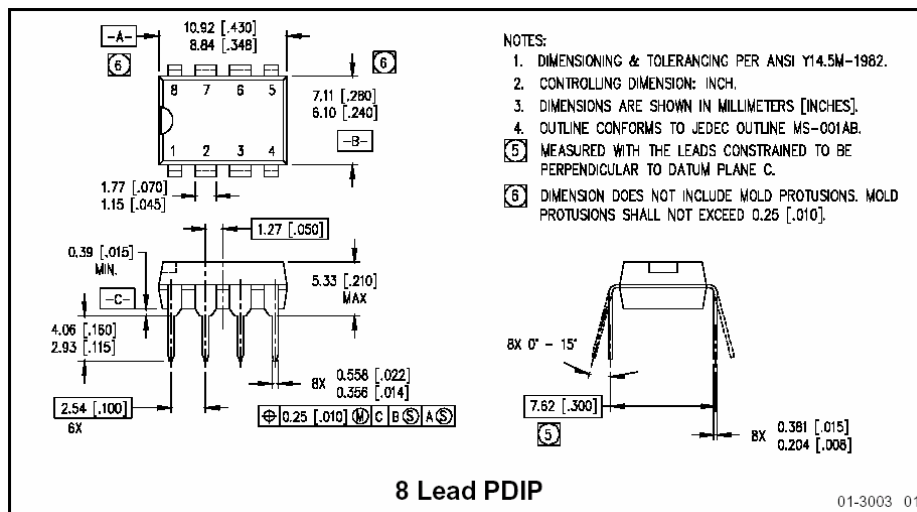 -A-
10.92 [.430]
8.84 [.348]
6
6
8 7 6 5
1 2 3 4
7.11 [.280]
6.10 [.240]
-B-
1.77 [.070]
1.15 [.045]
1.27 [.050]
0.39 [.015]
MIN.
-C-
5.33 [.210]
MAX
4.06 [.160]
2.93 [.115]
2.54 [.100]
6X
8X 0.558 [.022]
0.356 [.014]
⌖ 0.25 [.010] Ⓜ C B Ⓢ A Ⓢ
NOTES:
1. DIMENSIONING & TOLERANCING PER ANSI Y14.5M-1982.
2. CONTROLLING DIMENSION: INCH.
3. DIMENSIONS ARE SHOWN IN MILLIMETERS [INCHES].
4. OUTLINE CONFORMS TO JEDEC OUTLINE MS-001AB.
5 MEASURED WITH THE LEADS CONSTRAINED TO BE
PERPENDICULAR TO DATUM PLANE C.
6 DIMENSION DOES NOT INCLUDE MOLD PROTUSIONS. MOLD
PROTUSIONS SHALL NOT EXCEED 0.25 [.010].
8X 0° - 15°
7.62 [.300]
5
8X 0.381 [.015]
0.204 [.008]
8 Lead PDIP
01-3003 01